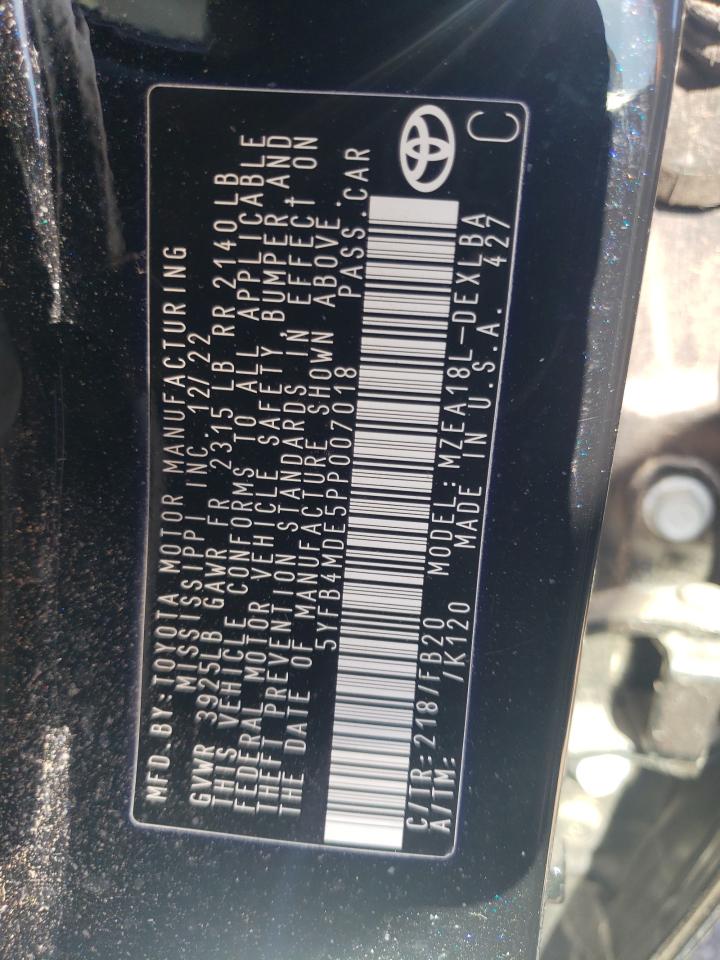 MFD.BY:TOYOTA MOTOR MANUFACTURING
MISSISSIPPI INC. 12/22
GVWR 3925LB GAWR FR 2315 LB RR 2140LB
THIS VEHICLE CONFORMS TO ALL APPLICABLE
FEDERAL MOTOR VEHICLE SAFETY, BUMPER, AND
THEFT PREVENTION STANDARDS IN EFFECT ON
THE DATE OF MANUFACTURE SHOWN ABOVE.
5YFB4MDE5PP007018 PASS.CAR
C/TR:218/FB20 MODEL:MZEA18L-DEXLBA
A/TM: /K120 MADE IN U.S.A. 427
C